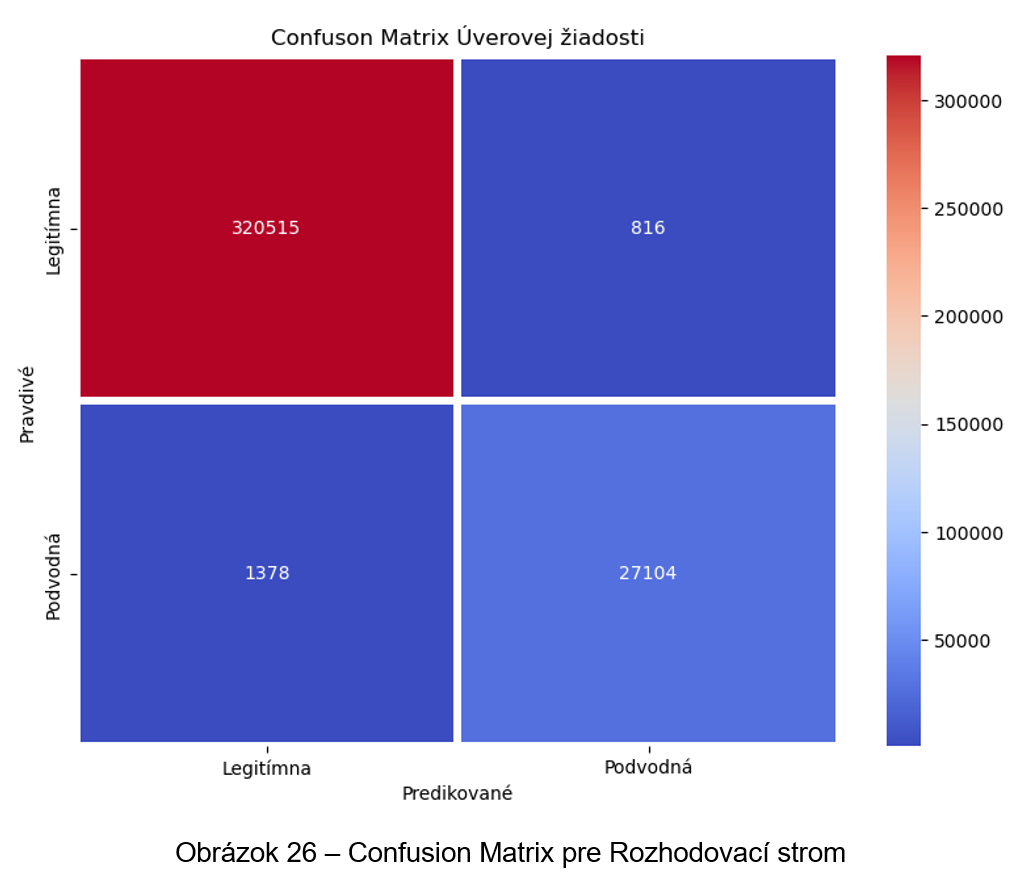 Confuson Matrix Úverovej žiadosti
Pravdivé
Legitímna
320515
816
Podvodná
1378
27104
Legitímna
Podvodná
Predikované
300000
250000
200000
150000
100000
50000
Obrázok 26 – Confusion Matrix pre Rozhodovací strom